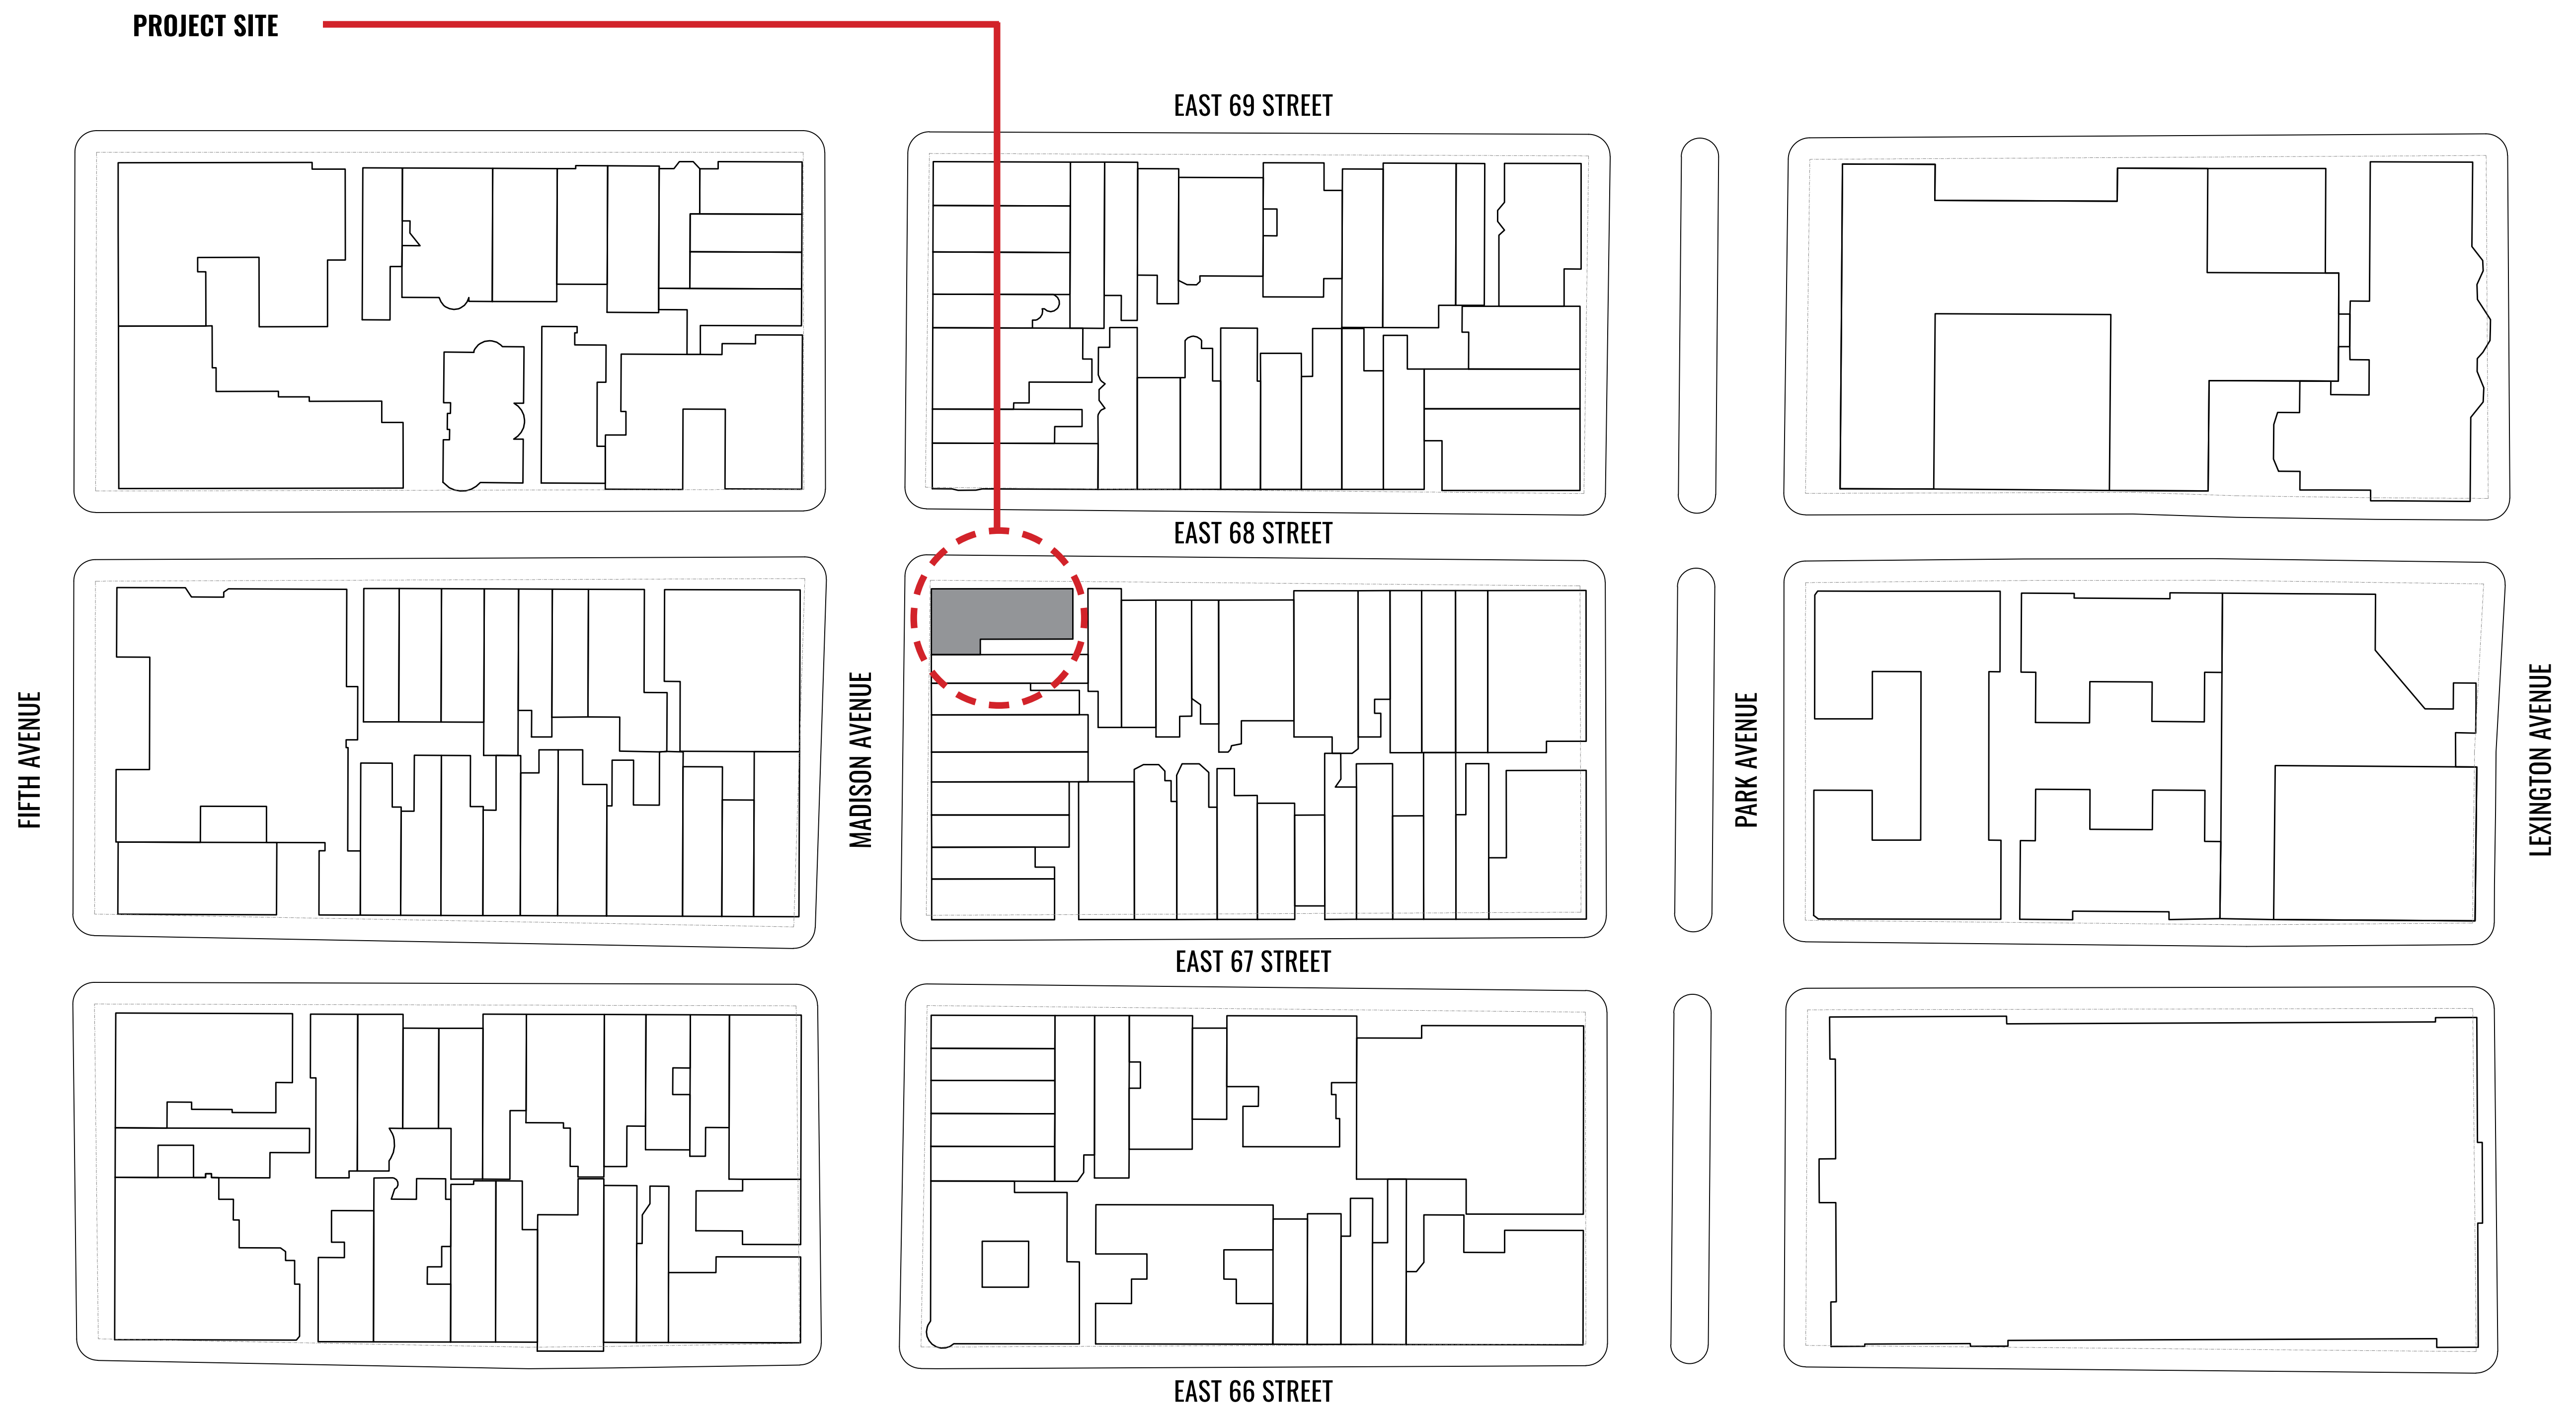 PROJECT SITE
EAST 69 STREET
EAST 68 STREET
FIFTH AVENUE
MADISON AVENUE
PARK AVENUE
LEXINGTON AVENUE
EAST 67 STREET
EAST 66 STREET